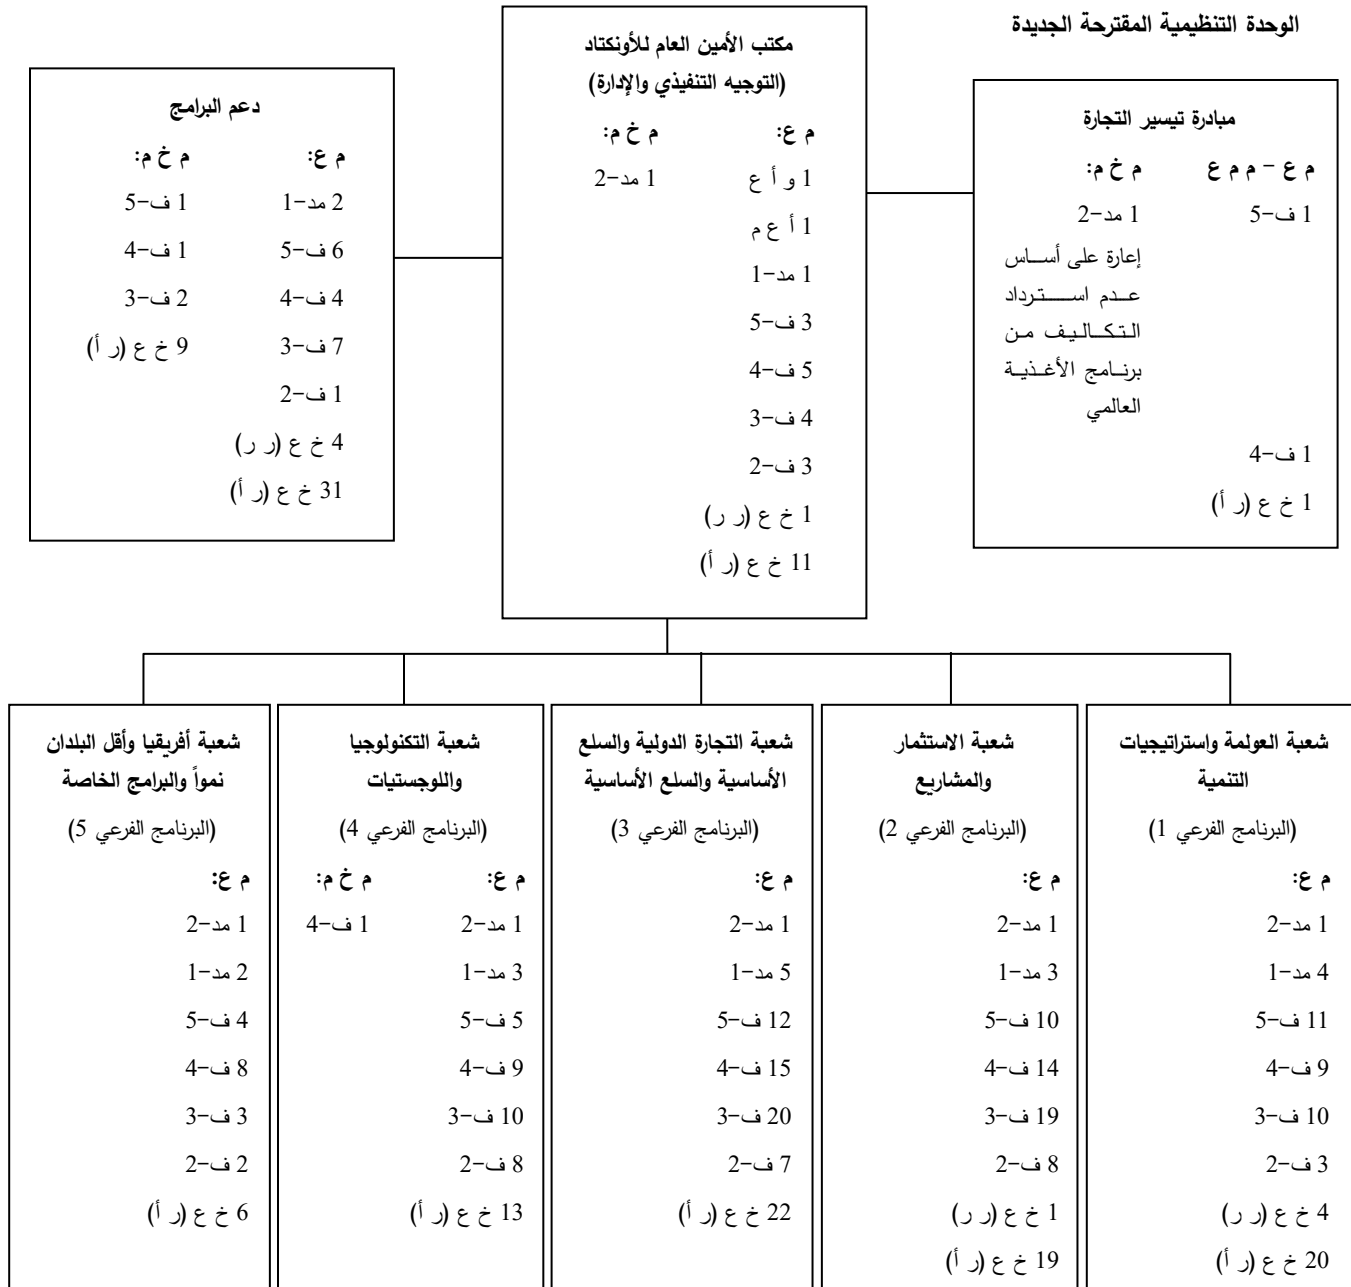 الوحدة التنظيمية المقترحة الجديدة
مكتب الأمين العام للأونكتاد
(التوجيه التنفيذي والإدارة)
م ع: م خ م:
1 و أ ع 1 مد-2
1 أ ع م
1 مد-1
3 ف-5
5 ف-4
4 ف-3
3 ف-2
1 خ ع (ر ر)
11 خ ع (ر أ)
مبادرة تيسير التجارة
م ع - م م ع م خ م:
1 ف-5 1 مد-2
إعارة على أساس
عدم استرداد
التكاليف من
برنامج الأغذية
العالمي
1 ف-4
1 خ ع (ر أ)
دعم البرامج
م ع: م خ م:
2 مد-1 1 ف-5
6 ف-5 1 ف-4
4 ف-4 2 ف-3
7 ف-3 9 خ ع (ر أ)
1 ف-2
4 خ ع (ر ر)
31 خ ع (ر أ)
شعبة العولمة واستراتيجيات
التنمية
(البرنامج الفرعي 1)
م ع:
1 مد-2
4 مد-1
11 ف-5
9 ف-4
10 ف-3
3 ف-2
4 خ ع (ر ر)
20 خ ع (ر أ)
شعبة الاستثمار
والمشاريع
(البرنامج الفرعي 2)
م ع:
1 مد-2
3 مد-1
10 ف-5
14 ف-4
19 ف-3
8 ف-2
1 خ ع (ر ر)
19 خ ع (ر أ)
شعبة التجارة الدولية والسلع
الأساسية والسلع الأساسية
(البرنامج الفرعي 3)
م ع:
1 مد-2
5 مد-1
12 ف-5
15 ف-4
20 ف-3
7 ف-2
22 خ ع (ر أ)
شعبة التكنولوجيا
واللوجستيات
(البرنامج الفرعي 4)
م ع: م خ م:
1 مد-2 1 ف-4
3 مد-1
5 ف-5
9 ف-4
10 ف-3
8 ف-2
13 خ ع (ر أ)
شعبة أفريقيا وأقل البلدان
نمواً والبرامج الخاصة
(البرنامج الفرعي 5)
م ع:
1 مد-2
2 مد-1
4 ف-5
8 ف-4
3 ف-3
2 ف-2
6 خ ع (ر أ)